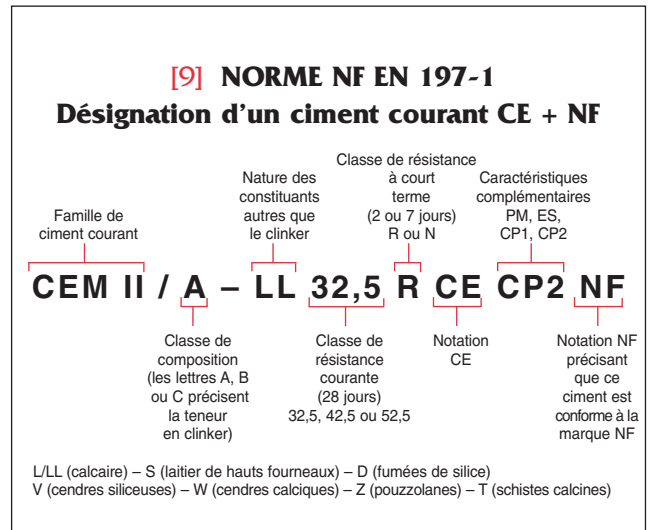 [9] NORME NF EN 197-1
Désignation d'un ciment courant CE + NF
Famille de
ciment courant
Nature des
constituants
autres que
le clinker
Classe de résistance
à court
terme
(2 ou 7 jours)
R ou N
Caractéristiques
complémentaires
PM, ES,
CP1, CP2
CEM II / A – LL 32,5 R CE CP2 NF
Classe de
composition
(les lettres A, B
ou C précisent
la teneur
en clinker)
Classe de
résistance
courante
(28 jours)
32,5, 42,5 ou 52,5
Notation
CE
Notation NF
précisant
que ce
ciment est
conforme à la
marque NF
L/LL (calcaire) – S (laitier de hauts fourneaux) – D (fumées de silice)
V (cendres siliceuses) – W (cendres calciques) – Z (pouzzolanes) – T (schistes calcines)